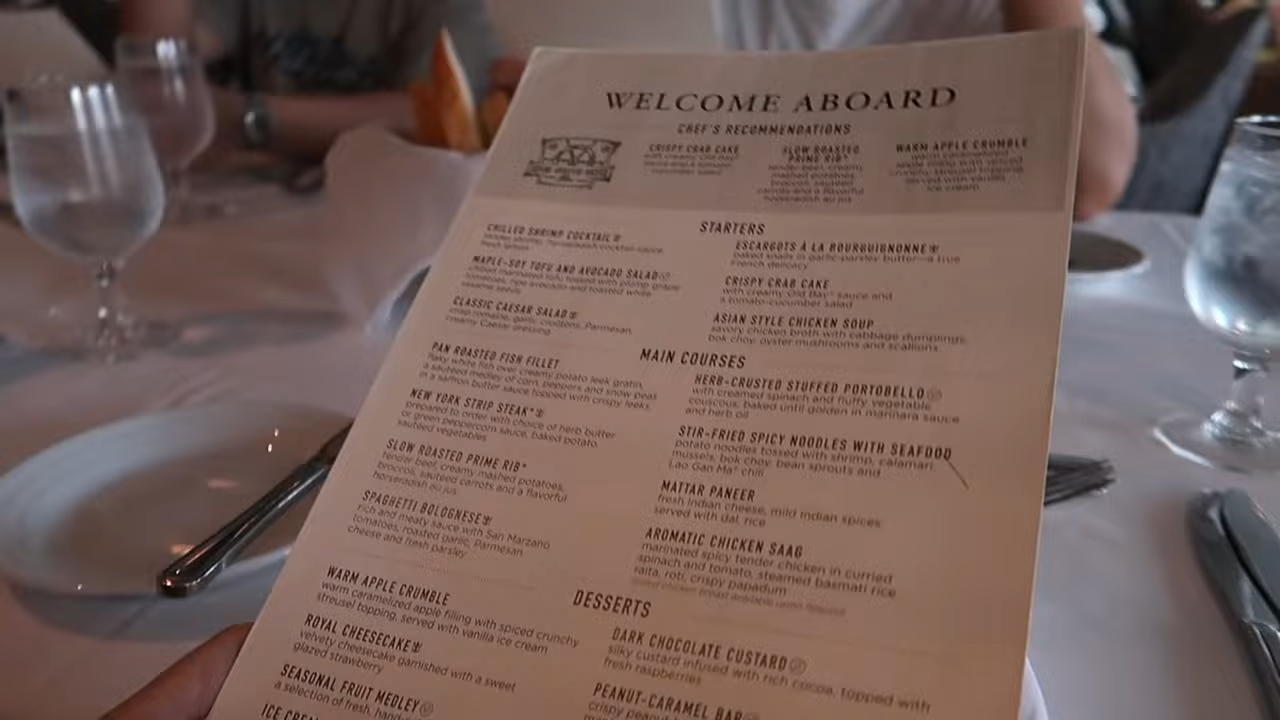 WELCOME ABOARD
CHEF'S RECOMMENDATIONS
CRISPY CRAB CAKE
with creamy Old Bay®
sauce and a tomato-
cucumber salad
SLOW ROASTED
PRIME RIB*
tender beef, creamy
mashed potatoes,
broccoli, sautéed
carrots and a flavorful
horseradish au jus
WARM APPLE CRUMBLE
warm caramelized
apple filling with spiced
crunchy streusel topping
served with vanilla
ice cream
STARTERS
CHILLED SHRIMP COCKTAIL
tender shrimp, horseradish cocktail sauce,
fresh lemon
MAPLE-SOY TOFU AND AVOCADO SALAD
chilled marinated tofu tossed with plump grape
tomatoes, ripe avocado and toasted white
sesame seeds
CLASSIC CAESAR SALAD
crisp romaine, garlic croutons, Parmesan,
creamy Caesar dressing
ESCARGOTS À LA BOURGUIGNONNE
baked snails in garlic-parsley butter—a true
French delicacy
CRISPY CRAB CAKE
with creamy Old Bay® sauce and
a tomato-cucumber salad
ASIAN STYLE CHICKEN SOUP
savory chicken broth with cabbage dumplings,
bok choy, oyster mushrooms and scallions
MAIN COURSES
PAN ROASTED FISH FILLET
flaky white fish over creamy potato leek gratin,
a sautéed medley of corn, peppers and snow peas
in a saffron butter sauce topped with crispy leeks
NEW YORK STRIP STEAK*
prepared to order with choice of herb butter
or green peppercorn sauce, baked potato,
sautéed vegetables
SLOW ROASTED PRIME RIB*
tender beef, creamy mashed potatoes,
broccoli, sautéed carrots and a flavorful
horseradish au jus
SPAGHETTI BOLOGNESE
rich and meaty sauce with San Marzano
tomatoes, roasted garlic, Parmesan
cheese and fresh parsley
HERB-CRUSTED STUFFED PORTOBELLO
with creamed spinach and fluffy vegetable
couscous, baked until golden in marinara sauce
and herb oil
STIR-FRIED SPICY NOODLES WITH SEAFOOD
potato noodles tossed with shrimp, calamari,
mussels, bok choy, bean sprouts and
Lao Gan Ma® chili
MATTAR PANEER
fresh Indian cheese, mild Indian spices
served with dal, rice
AROMATIC CHICKEN SAAG
marinated spicy tender chicken in curried
spinach and tomato, steamed basmati rice
raita, roti, crispy papadum
Grilled chicken breast available upon request
DESSERTS
WARM APPLE CRUMBLE
warm caramelized apple filling with spiced crunchy
streusel topping, served with vanilla ice cream
ROYAL CHEESECAKE
velvety cheesecake garnished with a sweet
glazed strawberry
SEASONAL FRUIT MEDLEY
a selection of fresh,
ICE
DARK CHOCOLATE CUSTARD
silky custard infused with rich cocoa, topped with
fresh raspberries
PEANUT-CARAMEL BAR
crispy